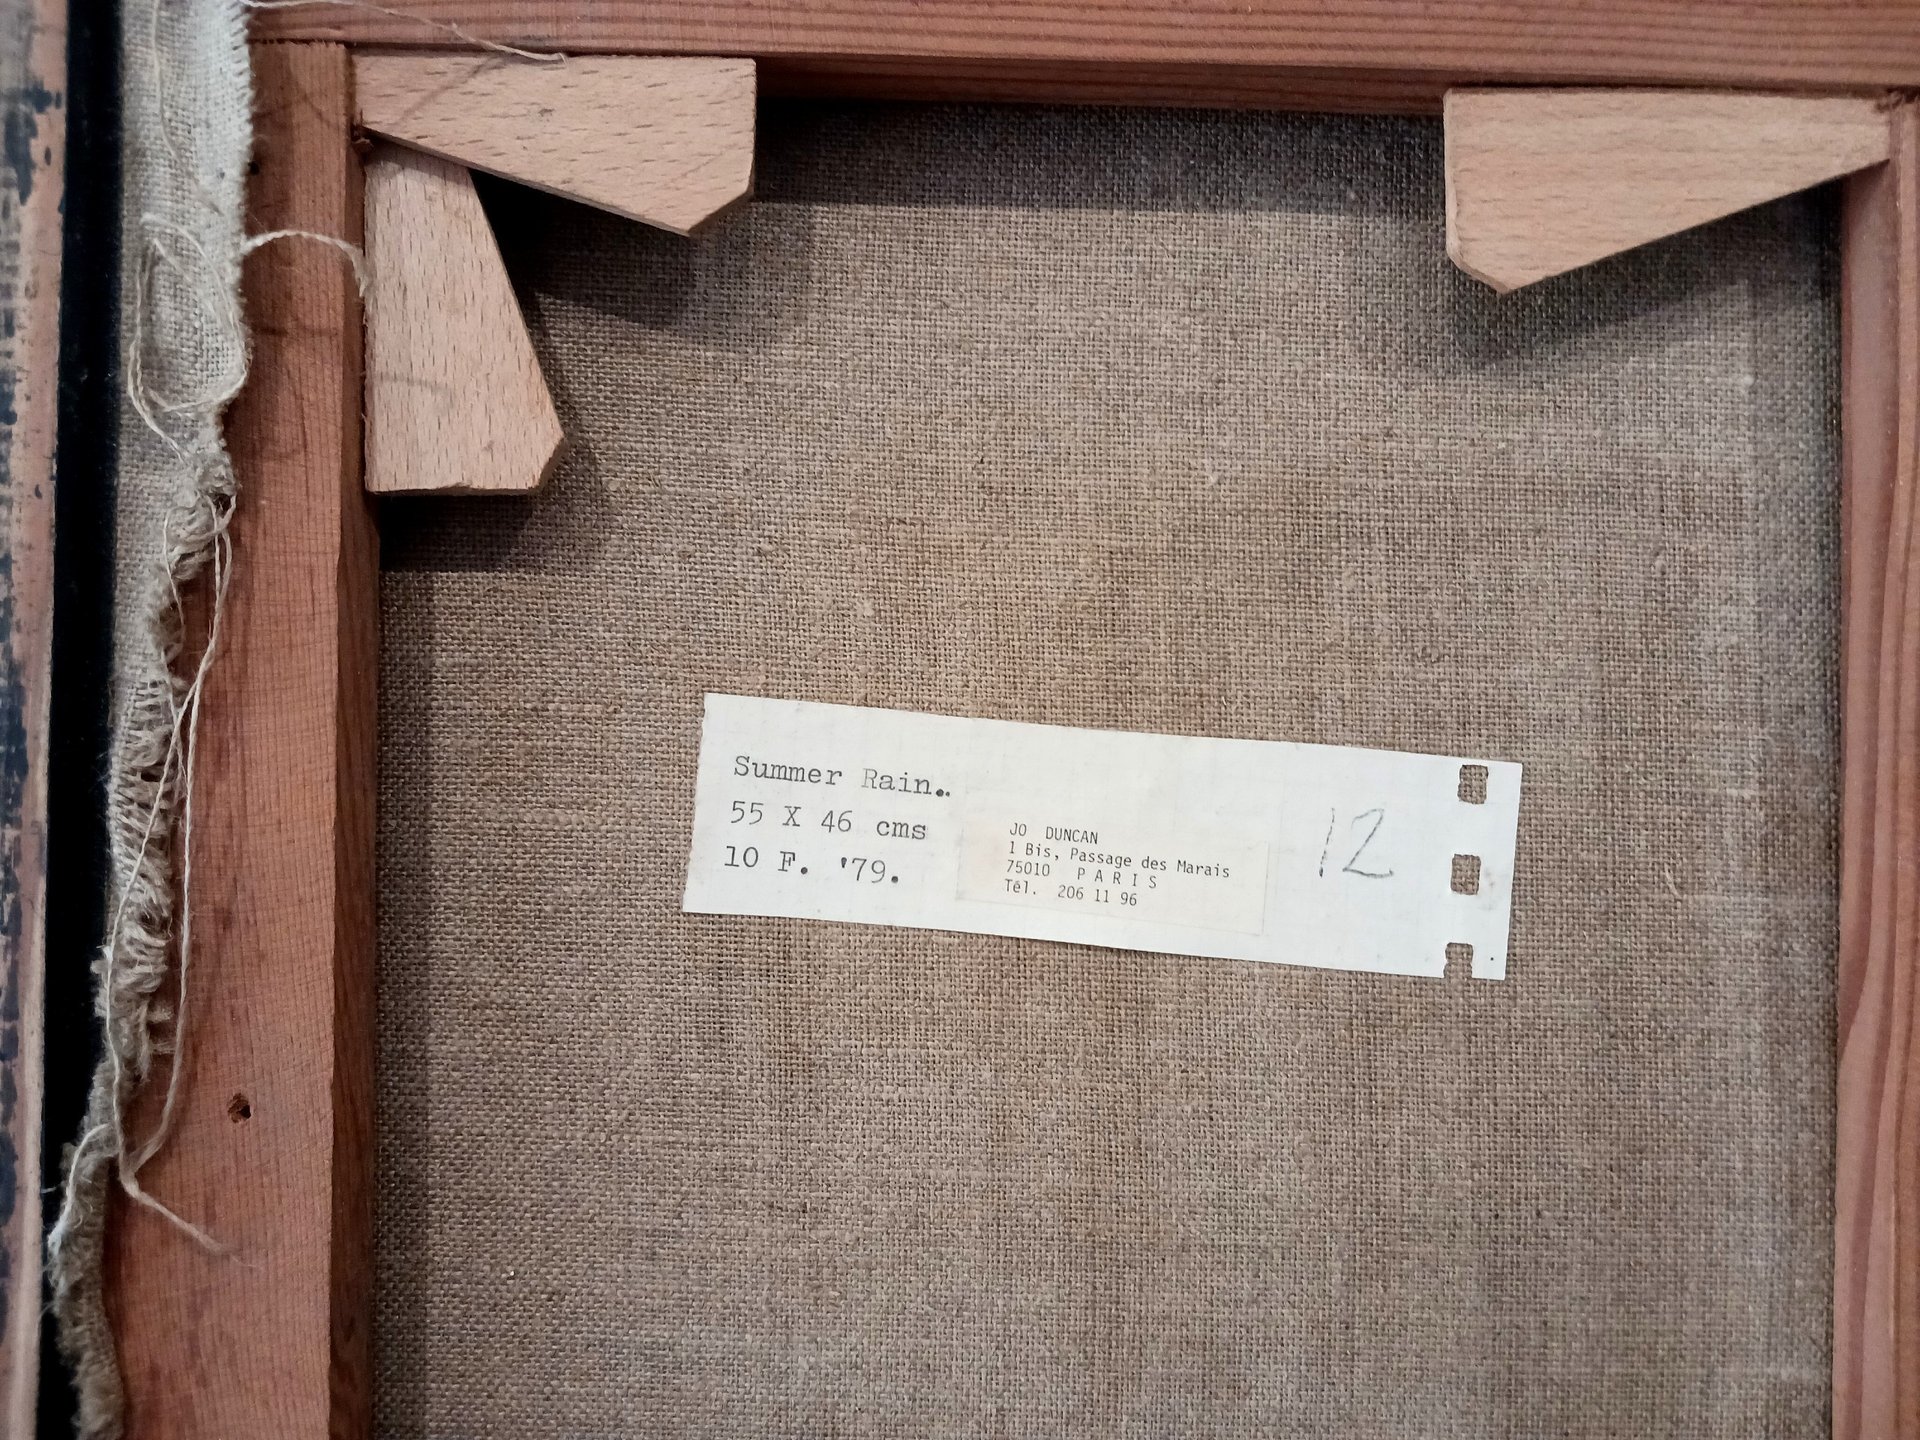 Summer Rain..
55 X 46 cms
10 F. '79.
JO DUNCAN
1 Bis, Passage des Marais
75010 P A R I S
Tél. 206 11 96
12